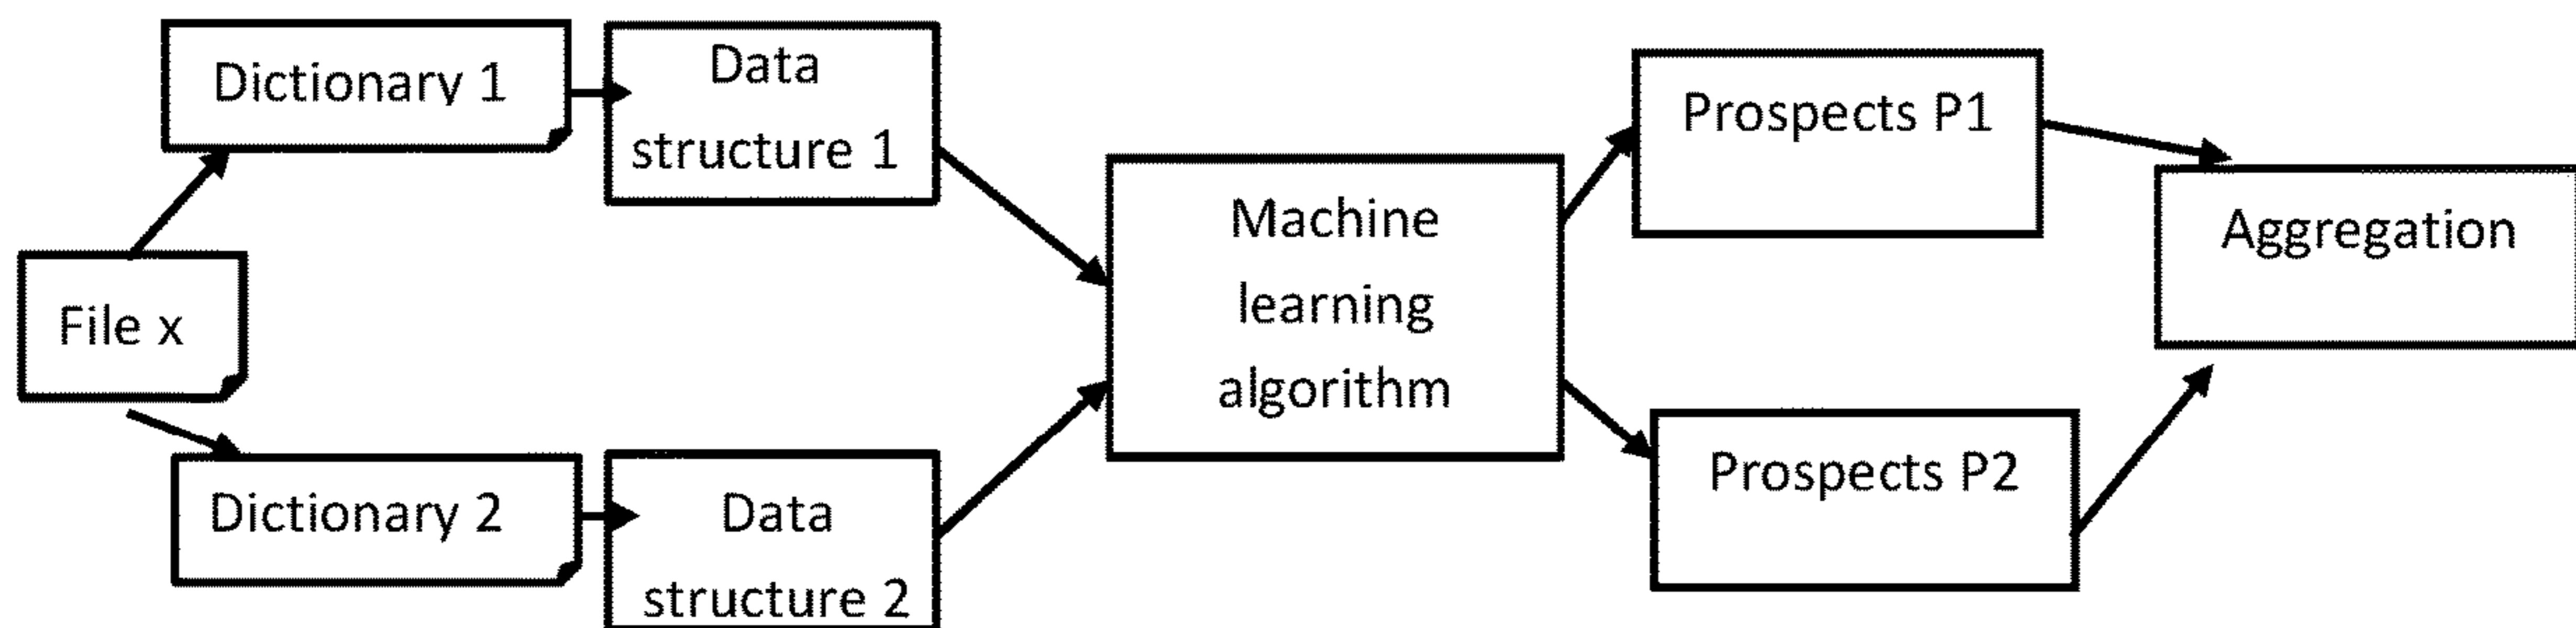 Dictionary 1
Data
structure 1
Prospects P1
Machine
learning
algorithm
Aggregation
File x
Dictionary 2
Data
structure 2
Prospects P2